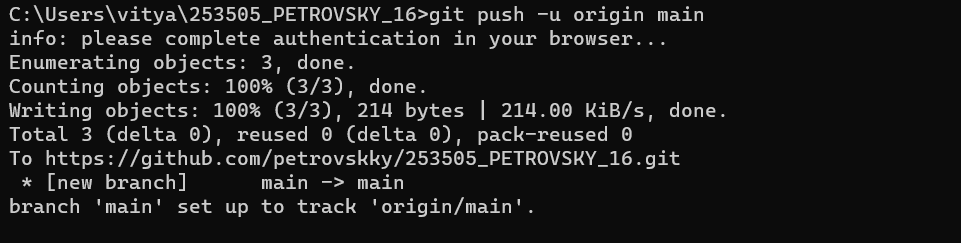 C:\Users\vitya\253505_PETROVSKY_16>git push -u origin main
info: please complete authentication in your browser...
Enumerating objects: 3, done.
Counting objects: 100% (3/3), done.
Writing objects: 100% (3/3), 214 bytes | 214.00 KiB/s, done.
Total 3 (delta 0), reused 0 (delta 0), pack-reused 0
To https://github.com/petrovskky/253505_PETROVSKY_16.git
 * [new branch]      main -> main
branch 'main' set up to track 'origin/main'.